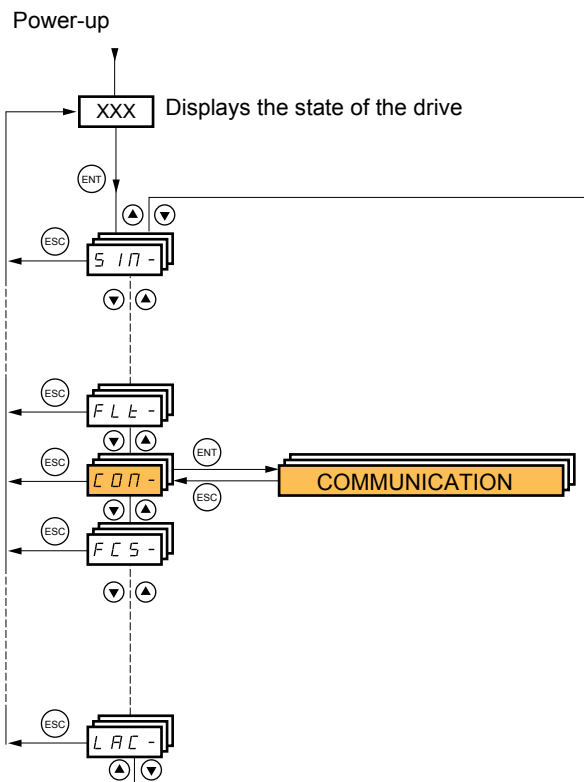 Power-up
XXX Displays the state of the drive
ENT
ESC
SIM-
ESC
FLt-
ENT
ESC
COM- COMMUNICATION
ESC
ESC
FCS-
ESC
LAC-